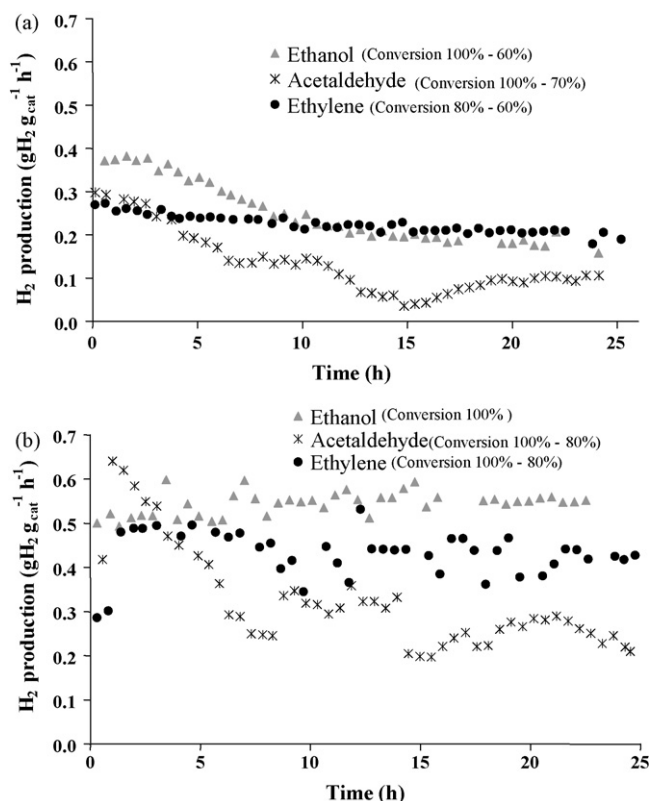 (a)
0.7
0.6
0.5
0.4
0.3
0.2
0.1
0.0
H₂ production (gH₂ g_cat⁻¹ h⁻¹)
Ethanol (Conversion 100% - 60%)
Acetaldehyde (Conversion 100% - 70%)
Ethylene (Conversion 80% - 60%)
0 5 10 15 20 25
Time (h)
(b)
0.7
0.6
0.5
0.4
0.3
0.2
0.1
0.0
H₂ production (gH₂ g_cat⁻¹ h⁻¹)
Ethanol (Conversion 100% )
Acetaldehyde (Conversion 100% - 80%)
Ethylene (Conversion 100% - 80%)
0 5 10 15 20 25
Time (h)